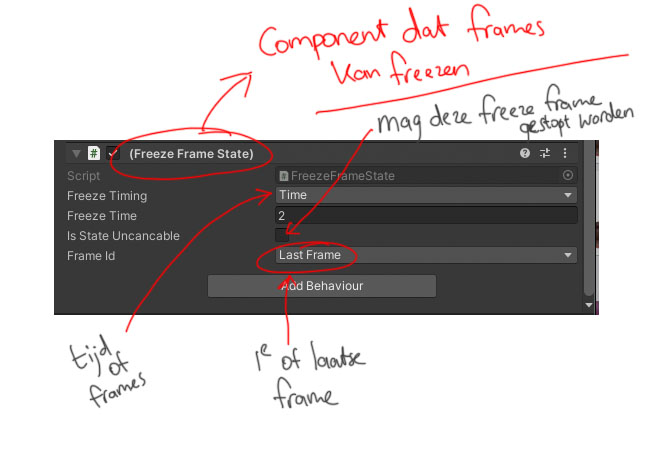 Component dat frames
kan freezen
mag deze freeze frame
gestopt worden
# (Freeze Frame State)
Script # FreezeFrameState
Freeze Timing Time
Freeze Time 2
Is State Uncancable
Frame Id Last Frame
Add Behaviour
tijd
of
frames
1e of laatse
frame